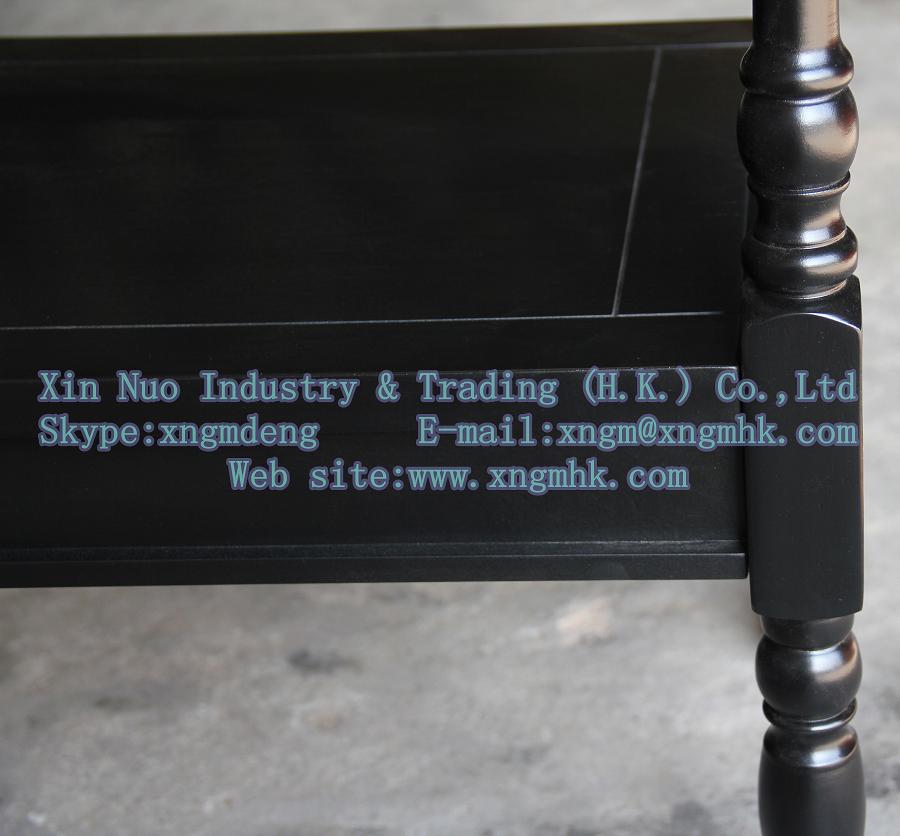 Xin Nuo Industry & Trading (H.K.) Co.,Ltd
Skype:xngmdeng E-mail:xngm@xngmhk.com
Web site:www.xngmhk.com